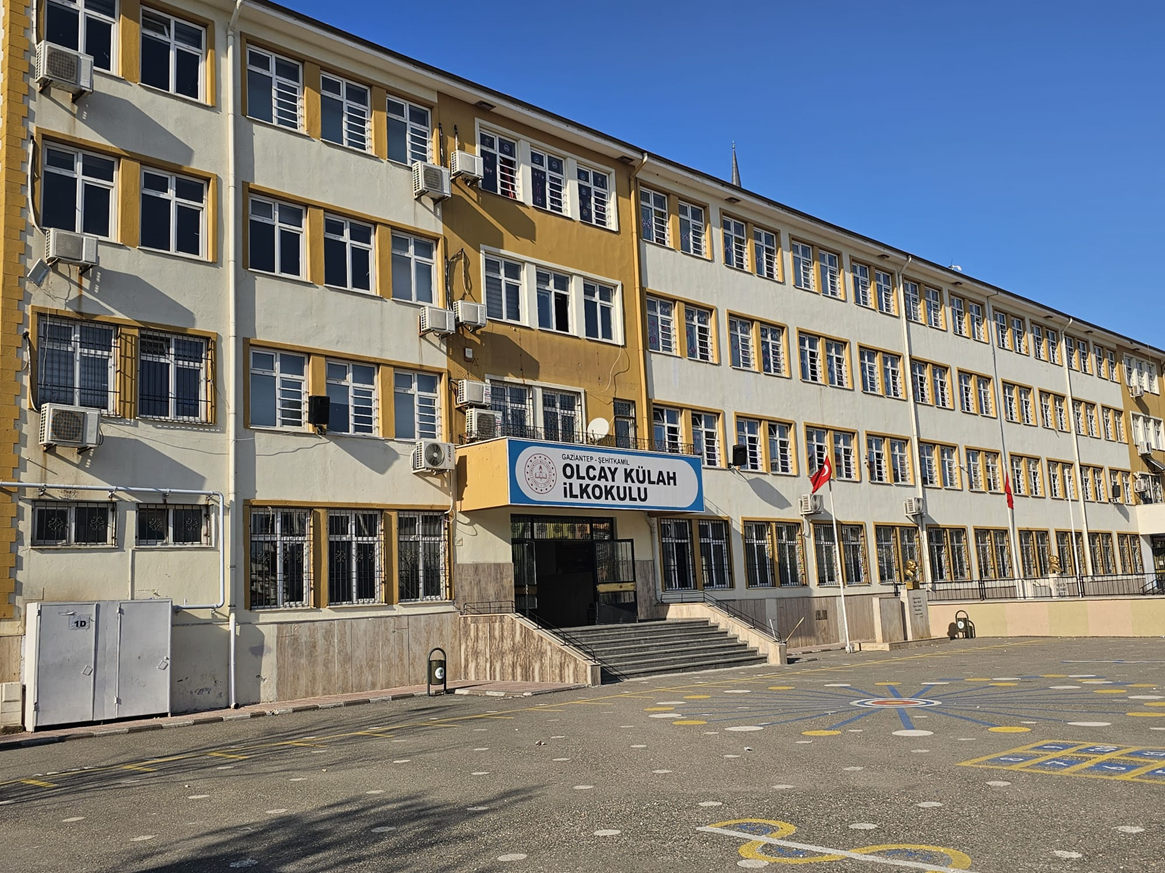 GAZİANTEP - ŞEHİTKAMİL
OLCAY KÜLAH
İLKOKULU
1D